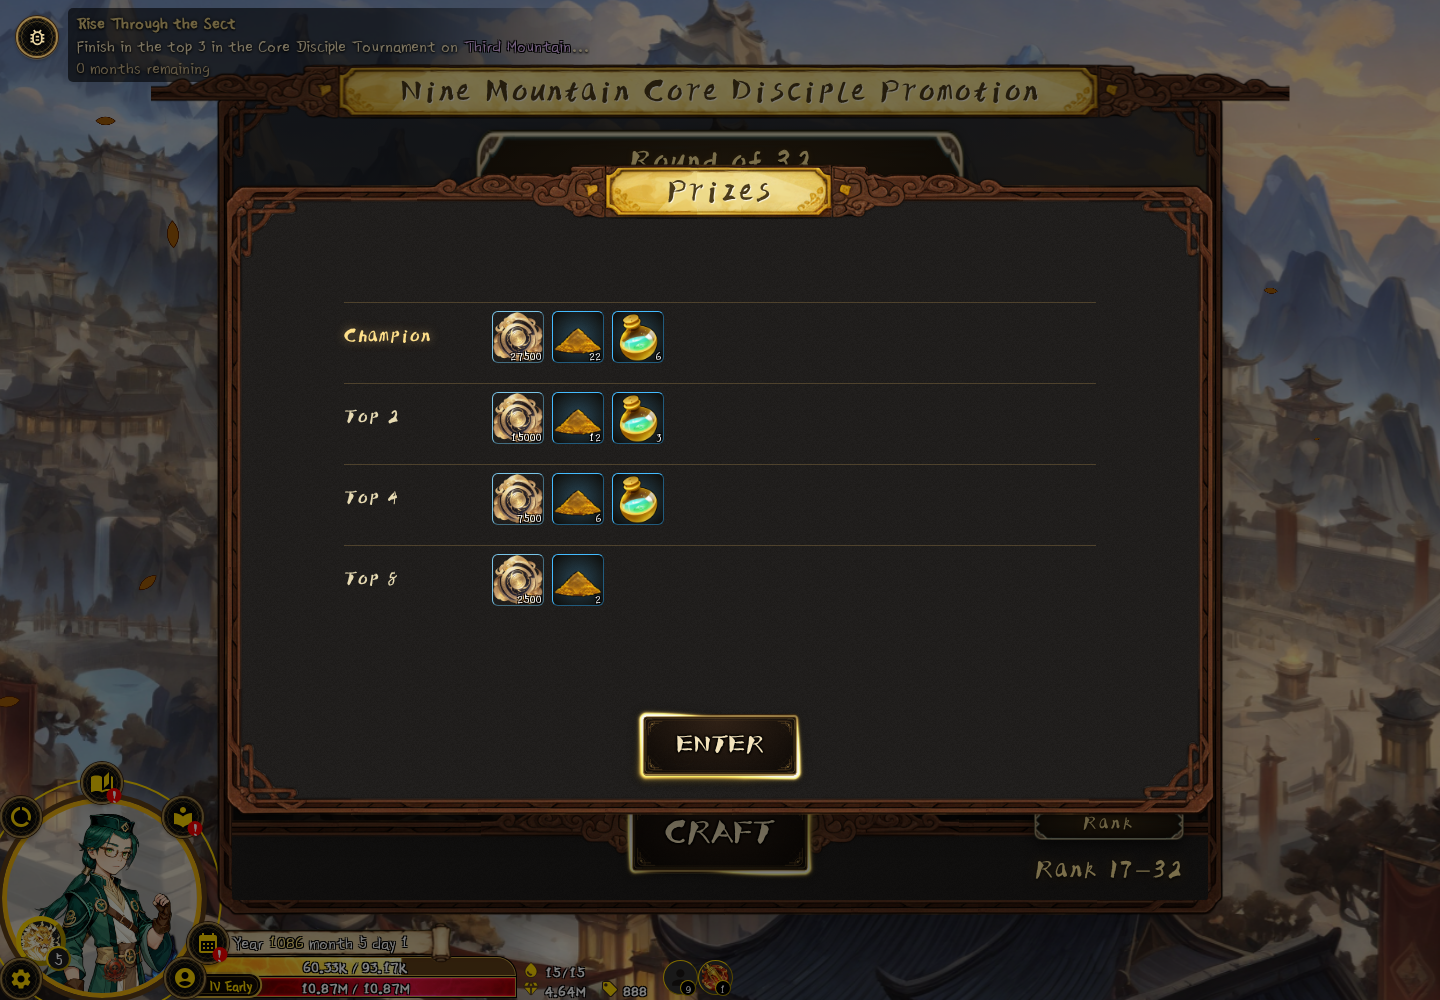 Rise Through the Sect
Finish in the top 3 in the Core Disciple Tournament on Third Mountain...
0 months remaining
Nine Mountain Core Disciple Promotion
Round of 32
Prizes
Champion
27500
22
6
Top 2
15000
12
3
Top 4
7500
6
Top 8
2500
2
ENTER
CRAFT
Rank
Rank 17-32
5
Year 1086 month 5 day 1
60.33K / 93.17K
15/15
IV Early
10.87M / 10.87M
4.64M
888
9
1